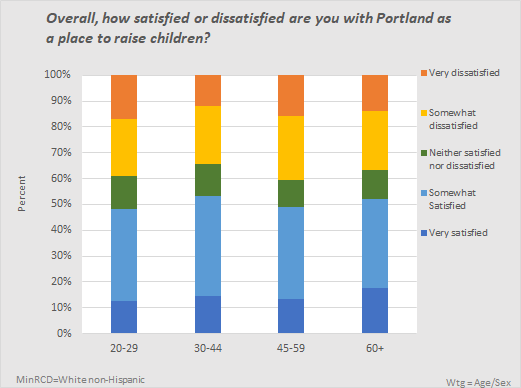 Overall, how satisfied or dissatisfied are you with Portland as
a place to raise children?
100%
90%
80%
70%
60%
50%
40%
30%
20%
10%
0%
Percent
20-29
30-44
45-59
60+
Very dissatisfied
Somewhat
dissatisfied
Neither satisfied
nor dissatisfied
Somewhat
Satisfied
Very satisfied
MinRCD=White non-Hispanic
Wtg = Age/Sex